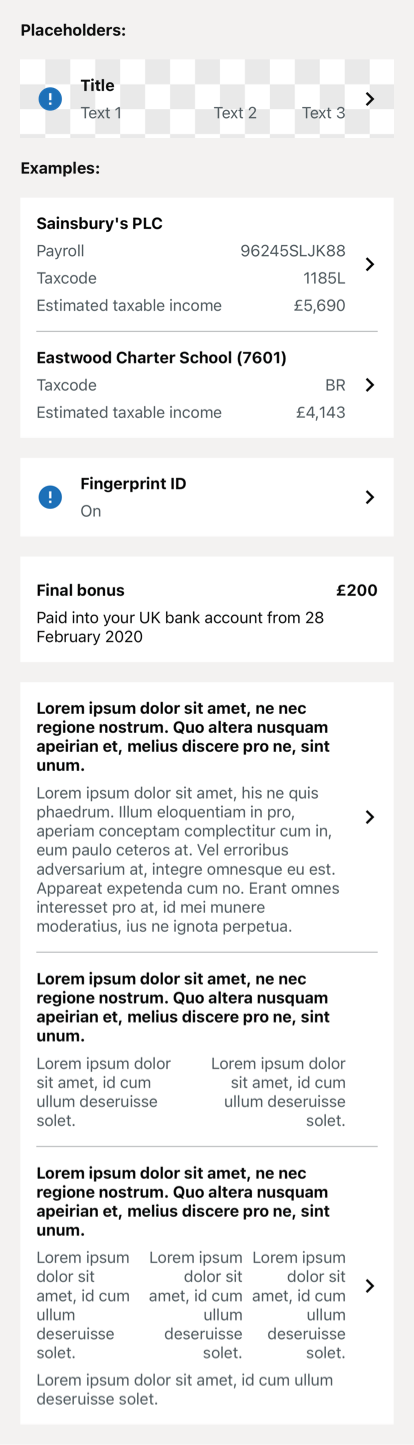 Placeholders:
Title
Text 1 Text 2 Text 3
Examples:
Sainsbury's PLC
Payroll 96245SLJK88
Taxcode 1185L
Estimated taxable income £5,690
Eastwood Charter School (7601)
Taxcode BR
Estimated taxable income £4,143
Fingerprint ID
On
Final bonus £200
Paid into your UK bank account from 28
February 2020
Lorem ipsum dolor sit amet, ne nec
regione nostrum. Quo altera nusquam
apeirian et, melius discere pro ne, sint
unum.
Lorem ipsum dolor sit amet, his ne quis
phaedrum. Illum eloquentiam in pro,
aperiam conceptam complectitur cum in,
eum paulo ceteros at. Vel erroribus
adversarium at, integre omnesque eu est.
Appareat expetenda cum no. Erant omnes
interesset pro at, id mei munere
moderatius, ius ne ignota perpetua.
Lorem ipsum dolor sit amet, ne nec
regione nostrum. Quo altera nusquam
apeirian et, melius discere pro ne, sint
unum.
Lorem ipsum dolor
sit amet, id cum
ullum deseruisse
solet.
Lorem ipsum dolor
sit amet, id cum
ullum deseruisse
solet.
Lorem ipsum dolor sit amet, ne nec
regione nostrum. Quo altera nusquam
apeirian et, melius discere pro ne, sint
unum.
Lorem ipsum
dolor sit
amet, id cum
ullum
deseruisse
solet.
Lorem ipsum
dolor sit
amet, id cum
ullum
deseruisse
solet.
Lorem ipsum
dolor sit
amet, id cum
ullum
deseruisse
solet.
Lorem ipsum dolor sit amet, id cum ullum
deseruisse solet.